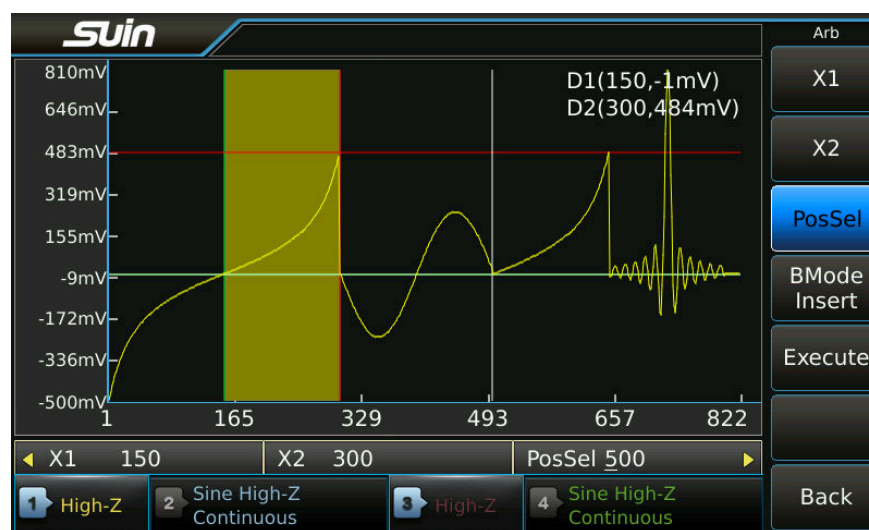 Suin
Arb
810mV
646mV
483mV
319mV
155mV
-9mV
-172mV
-336mV
-500mV
D1(150,-1mV)
D2(300,484mV)
1 165 329 493 657 822
X1
X2
PosSel
BMode
Insert
Execute
Back
X1 150 X2 300 PosSel 500
1 High-Z
2 Sine High-Z
Continuous
3 High-Z
4 Sine High-Z
Continuous